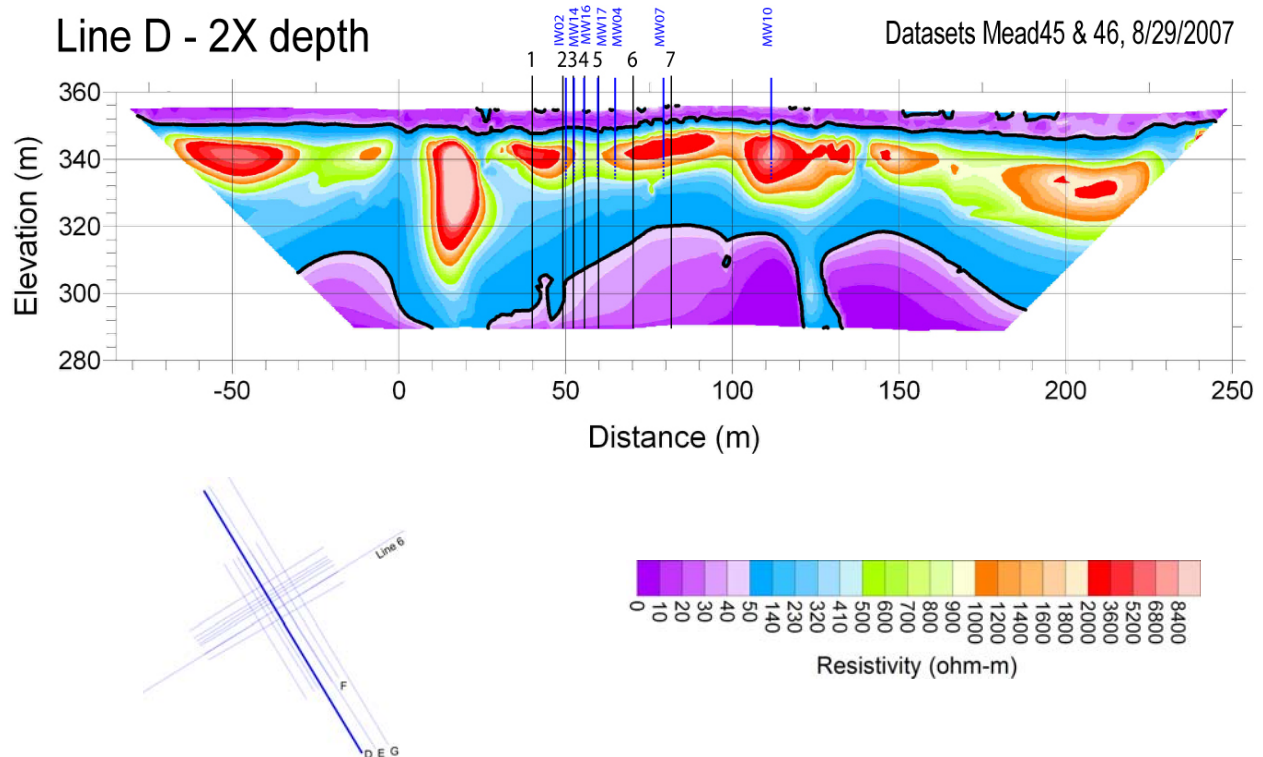 Line D - 2X depth
Datasets Mead45 & 46, 8/29/2007
IW02 MW14 MW16 MW17 MW04 MW07 MW10
1 2 3 4 5 6 7
360
340
320
300
280
Elevation (m)
-50 0 50 100 150 200 250
Distance (m)
Line 6
F
D E G
0 10 20 30 40 50 140 230 320 410 500 600 700 800 900 1000 1200 1400 1600 1800 2000 3600 5200 6800 8400
Resistivity (ohm-m)